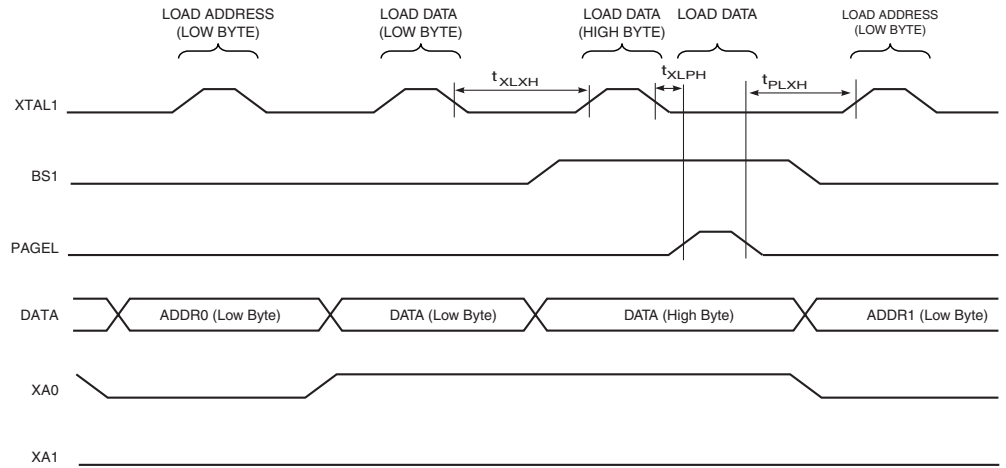 LOAD ADDRESS
(LOW BYTE)
LOAD DATA
(LOW BYTE)
LOAD DATA
(HIGH BYTE)
LOAD DATA
LOAD ADDRESS
(LOW BYTE)
tXLXH
tXLPH
tPLXH
XTAL1
BS1
PAGEL
DATA
ADDR0 (Low Byte)
DATA (Low Byte)
DATA (High Byte)
ADDR1 (Low Byte)
XA0
XA1